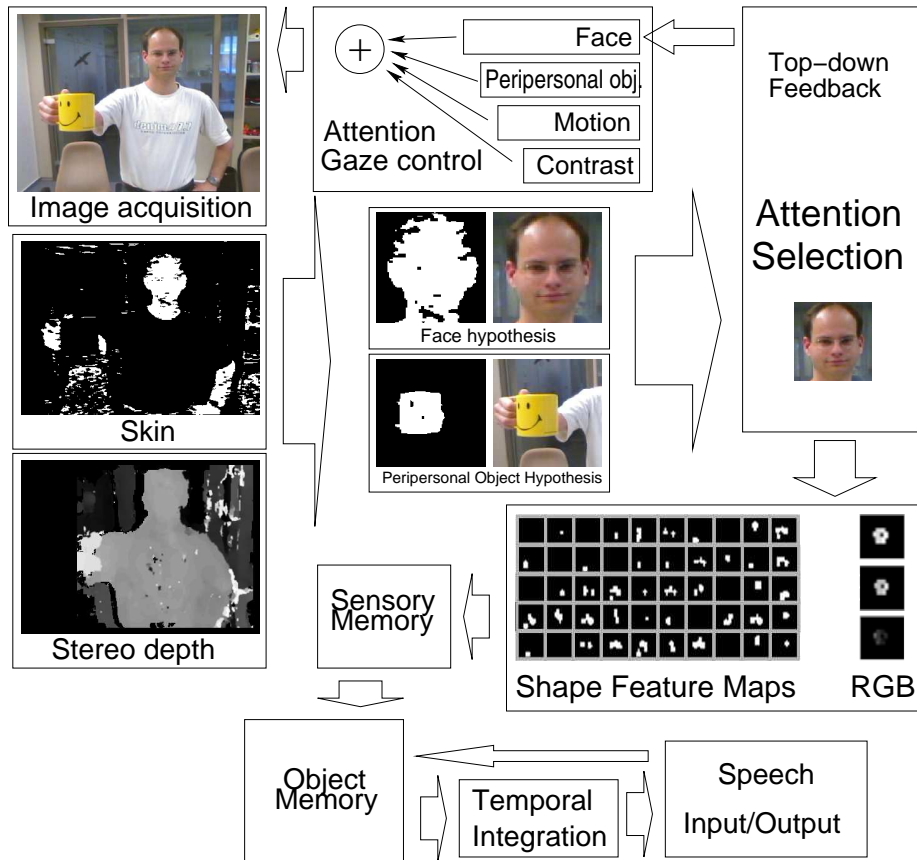 Image acquisition
Face
Peripersonal obj.
Motion
Contrast
Attention
Gaze control
Top−down
Feedback
Attention
Selection
Skin
Face hypothesis
Peripersonal Object Hypothesis
Stereo depth
Shape Feature Maps
RGB
Sensory
Memory
Object
Memory
Temporal
Integration
Speech
Input/Output